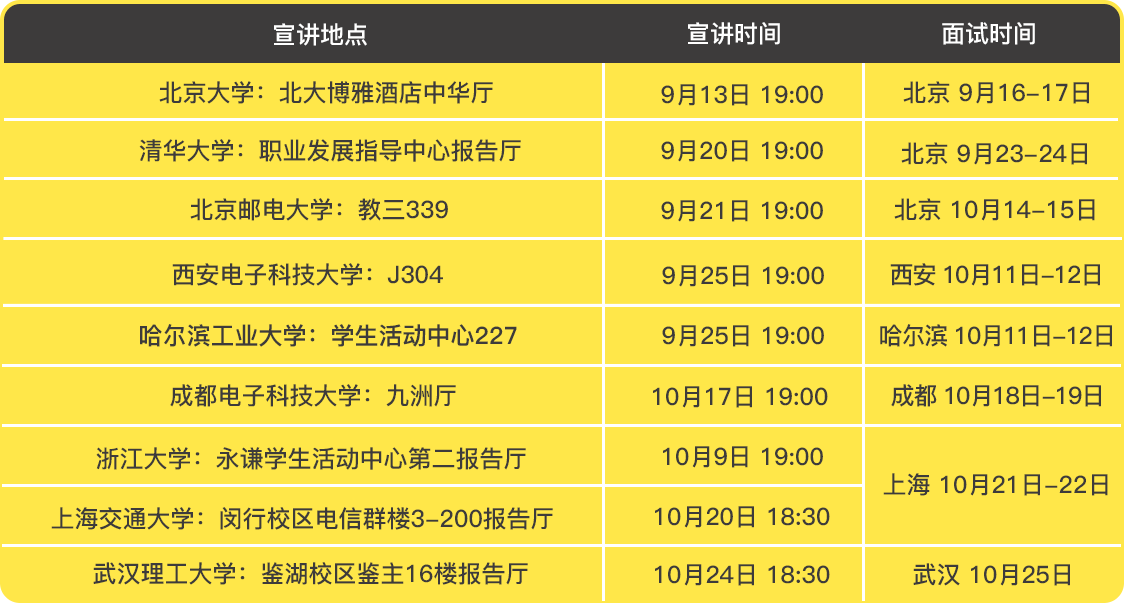 宣讲地点 宣讲时间 面试时间
北京大学：北大博雅酒店中华厅 9月13日 19:00 北京 9月16-17日
清华大学：职业发展指导中心报告厅 9月20日 19:00 北京 9月23-24日
北京邮电大学：教三339 9月21日 19:00 北京 10月14-15日
西安电子科技大学：J304 9月25日 19:00 西安 10月11日-12日
哈尔滨工业大学：学生活动中心227 9月25日 19:00 哈尔滨 10月11日-12日
成都电子科技大学：九洲厅 10月17日 19:00 成都 10月18日-19日
浙江大学：永谦学生活动中心第二报告厅 10月9日 19:00
上海 10月21日-22日
上海交通大学：闵行校区电信群楼3-200报告厅 10月20日 18:30
武汉理工大学：鉴湖校区鉴主16楼报告厅 10月24日 18:30 武汉 10月25日